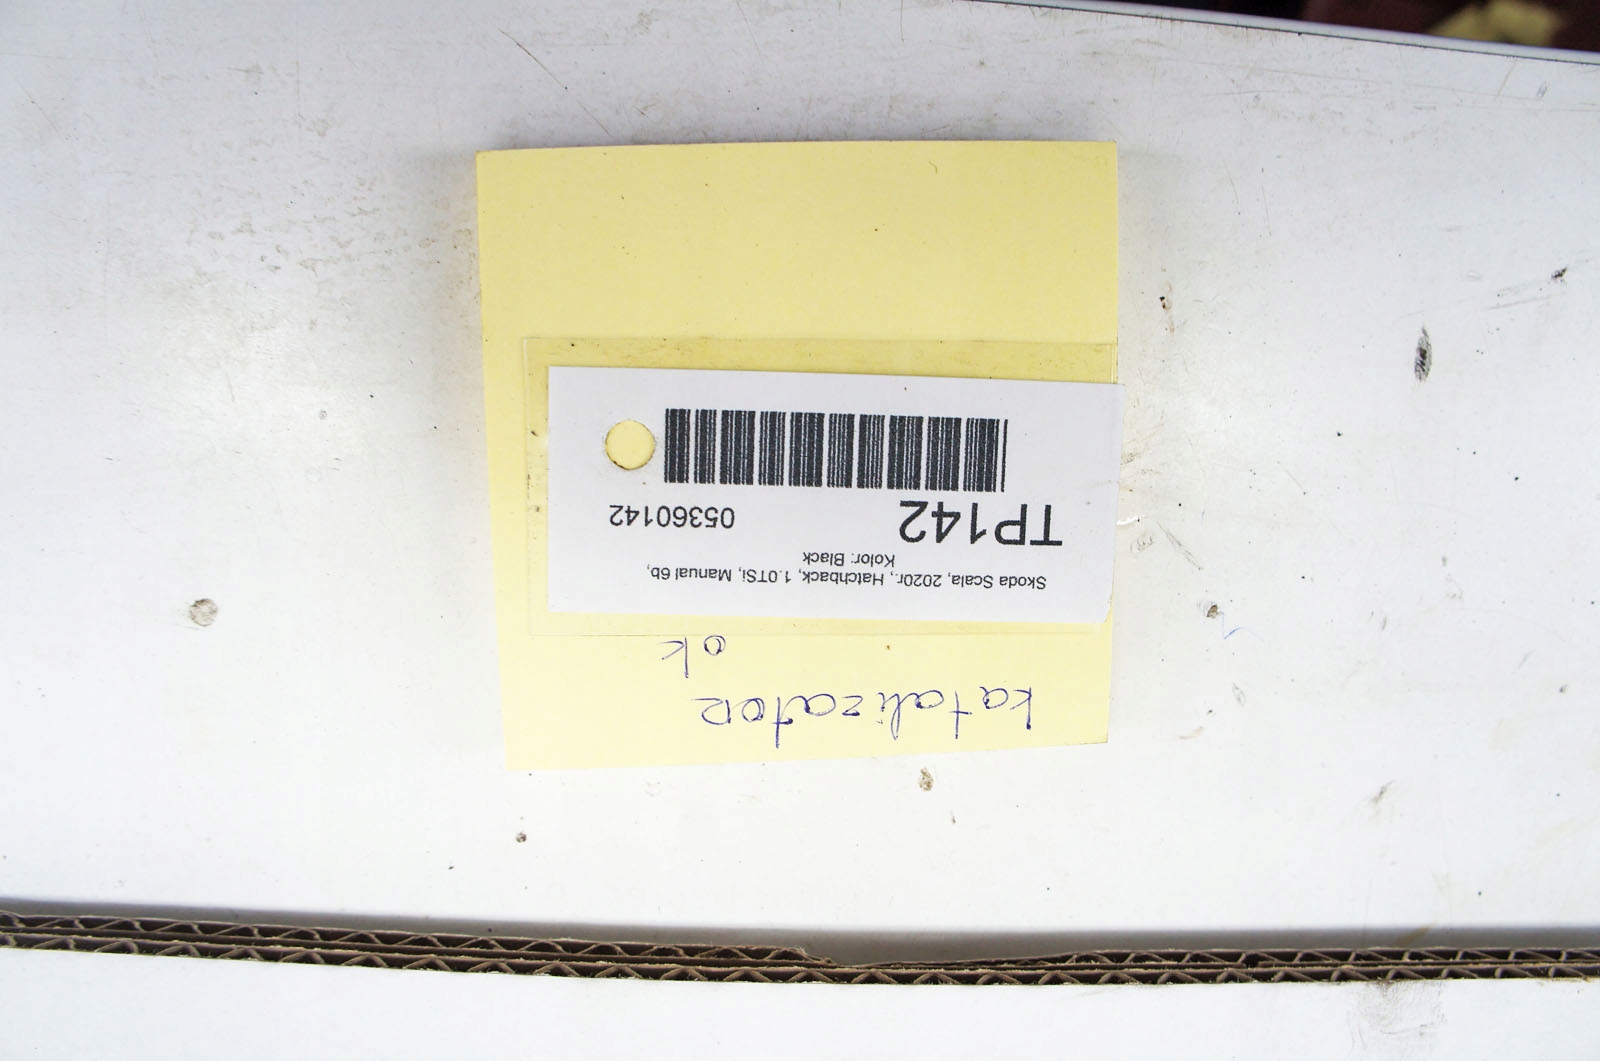 katalizator
ok
Skoda Scala, 2020r., Hatchback, 1.0TSi, Manual 6b,
Kolor: Black
TP142 05360142